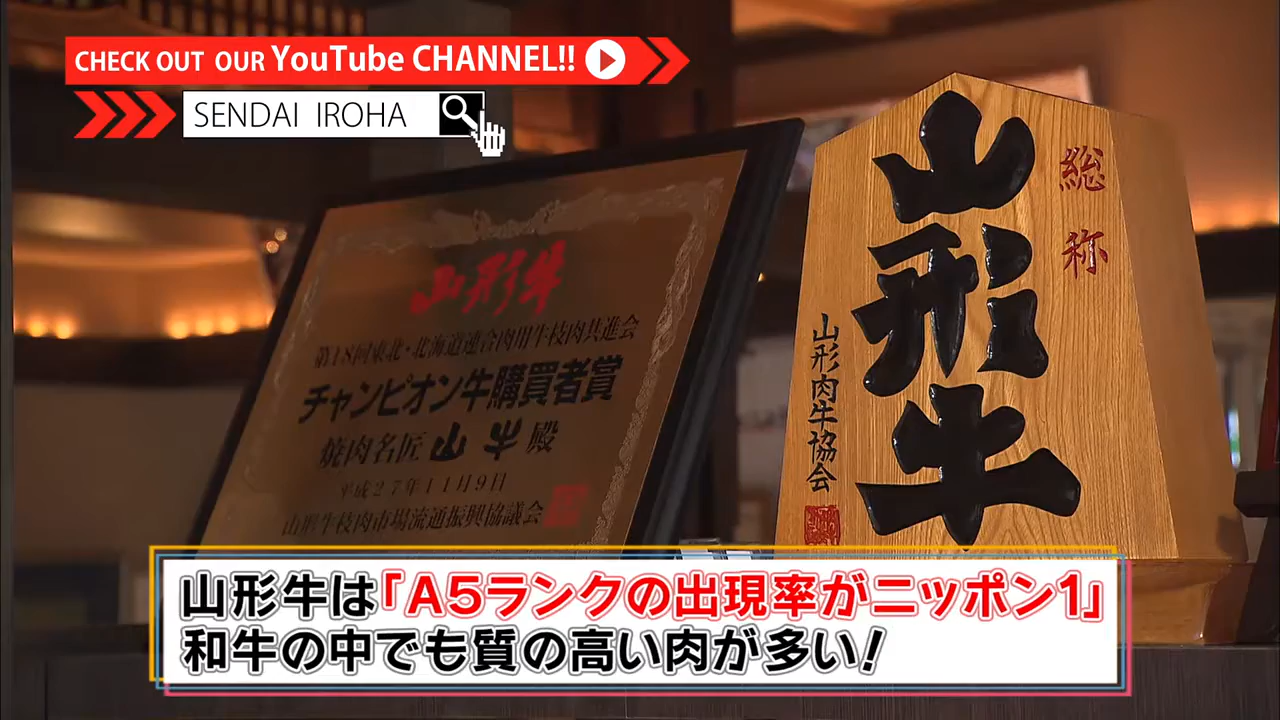 CHECK OUT OUR YouTube CHANNEL!!
SENDAI IROHA
山形牛
第18回東北・北海道連合肉用牛枝肉共進会
チャンピオン牛購買者賞
焼肉名匠 山牛 殿
平成27年11月9日
山形牛枝肉市場流通振興協議会
総称
山形牛
山形肉牛協会
山形牛は「A5ランクの出現率がニッポン1」
和牛の中でも質の高い肉が多い!